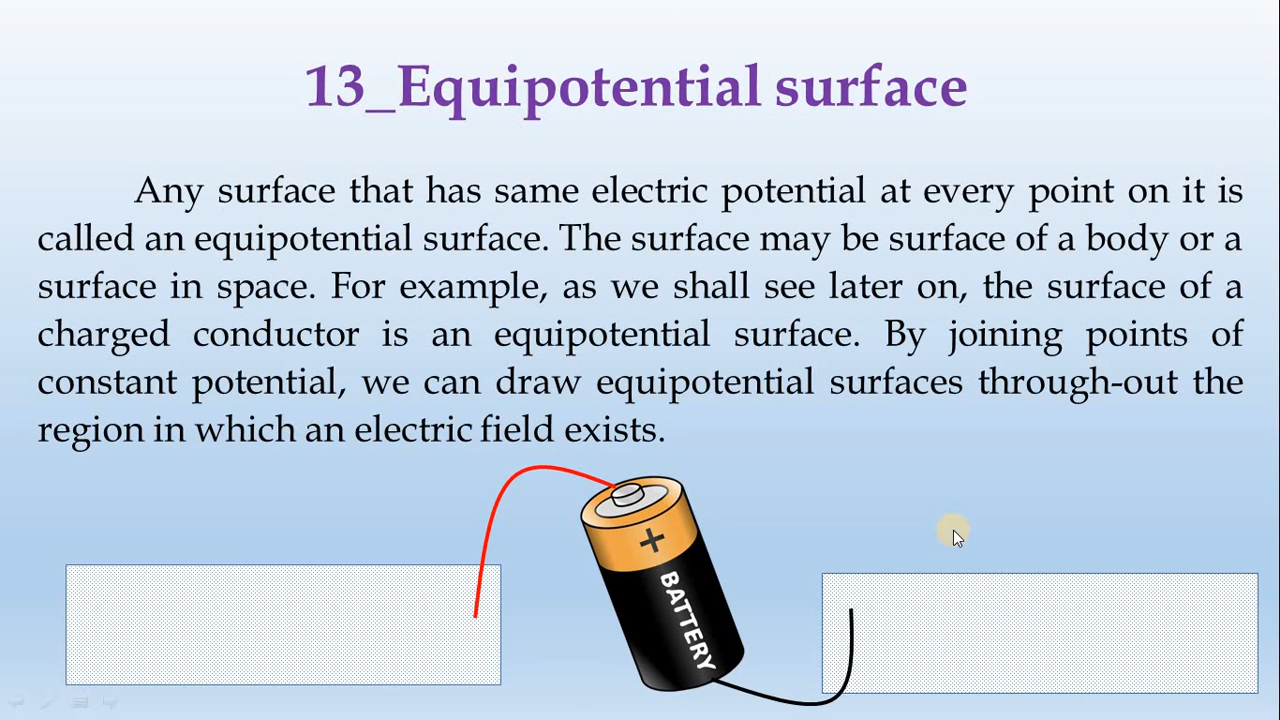 13_Equipotential surface
Any surface that has same electric potential at every point on it is
called an equipotential surface. The surface may be surface of a body or a
surface in space. For example, as we shall see later on, the surface of a
charged conductor is an equipotential surface. By joining points of
constant potential, we can draw equipotential surfaces through-out the
region in which an electric field exists.
+
BATTERY